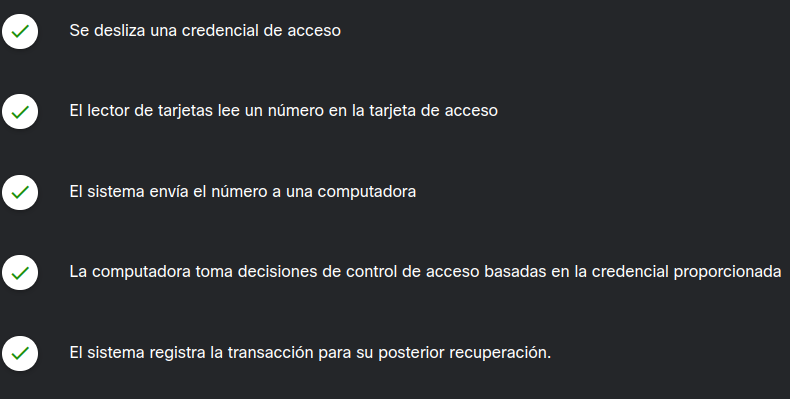 Se desliza una credencial de acceso
El lector de tarjetas lee un número en la tarjeta de acceso
El sistema envía el número a una computadora
La computadora toma decisiones de control de acceso basadas en la credencial proporcionada
El sistema registra la transacción para su posterior recuperación.